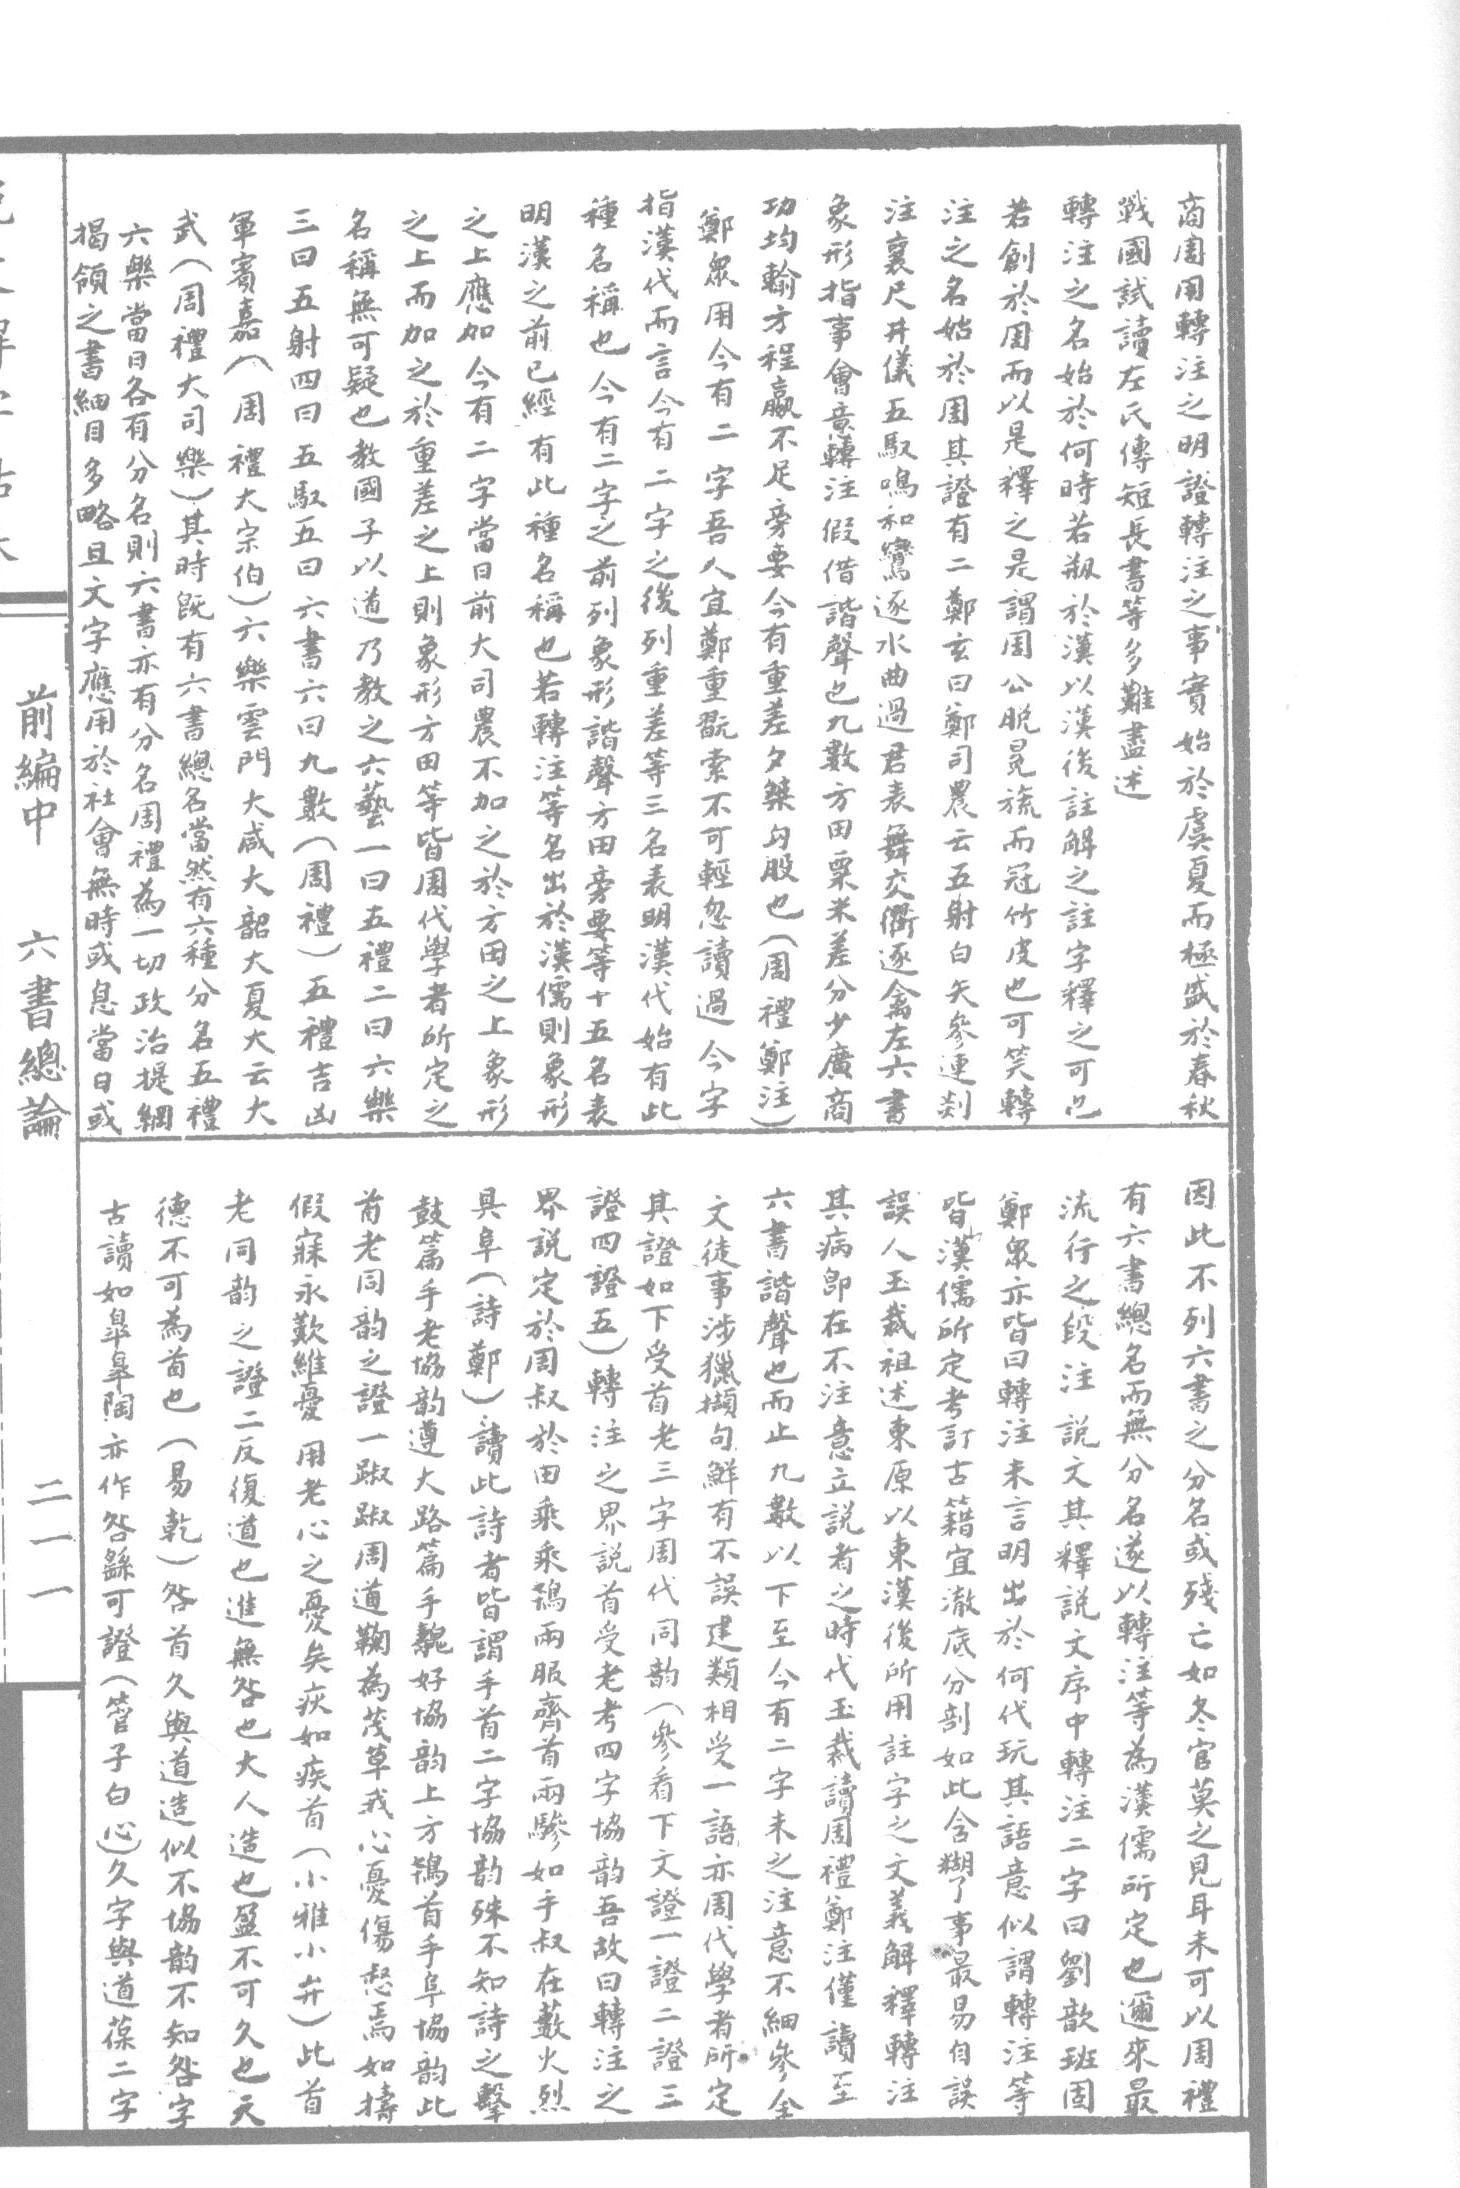 商周用轉注之明證轉注之事實始於虞夏而極盛於春秋
戰國試讀左氏傳短長書等多難盡述
轉注之名始於何時若刱於漢以漢後註解之註字釋之可也
若創於周而以是釋之是謂周公脫冕旒而冠竹皮也可笑轉
注之名始於周其證有二鄭玄曰鄭司農云五射白矢參連剡
注襄尺井儀五馭鳴和鸞逐水曲過君表舞交衢逐禽左六書
象形指事會意轉注假借諧聲也九數方田粟米差分少廣商
功均輸方程贏不足旁要今有重差夕桀句股也(周禮鄭注)
鄭眾用今有二字吾人宜鄭重翫索不可輕忽讀過今字
指漢代而言今有二字之後列重差等三名表明漢代始有此
種名稱也今有二字之前列象形諧聲方田旁要等十五名表
明漢之前已經有此種名稱也若轉注等名出於漢儒則象形
之上應加今有二字當日前大司農不加之於方田之上象形
之上而加之於重差之上則象形方田等皆周代學者所定之
名稱無可疑也教國子以道乃教之六藝一曰五禮二曰六樂
三曰五射四曰五馭五曰六書六曰九數(周禮)五禮吉凶
軍賓嘉(周禮大宗伯)六樂雲門大咸大韶大夏大云大
武(周禮大司樂)其時既有六書總名當然有六種分名五禮
六樂當日各有分名則六書亦有分名周禮為一切政治提綱
揭領之書細目多略且文字應用於社會無時或息當日或
因此不列六書之分名或殘亡如冬官莫之見耳未可以周禮
有六書總名而無分名遂以轉注等為漢儒所定也邇來最
流行之段注說文其釋說文序中轉注二字曰劉歆班固
鄭眾亦皆曰轉注未言明出於何代玩其語意似謂轉注等
皆漢儒所定考訂古籍宜澈底分剖如此含糊了事最易自誤
誤人玉裁祖述東原以東漢後所用註字之文義解釋轉注
其病卽在不注意立說者之時代玉裁讀周禮鄭注僅讀至
六書諧聲也而止九數以下至今有二字未之注意不細參全
文徒事涉獵擷句鮮有不誤建類相受一語亦周代學者所定
其證如下受首老三字周代同韵(參看下文證一證二證三
證四證五)轉注之界說首受老考四字協韵吾故曰轉注之
界說定於周叔於田乘乘鴇兩服齊首兩驂如手叔在藪火烈
具阜(詩鄭)讀此詩者皆謂手首二字協韵殊不知詩之擊
鼓篇手老協韵遵大路篇手魗好協韵上方鴇首手阜協韵此
首老同韵之證一踧踧周道鞫為茂草我心憂傷惄焉如擣
假寐永歎維憂用老心之憂矣疢如疾首(小雅小弁)此首
老同韵之證二反復道也進無咎也大人造也盈不可久也天
德不可為首也(易乾)咎首久與道造似不協韵不知咎字
古讀如皋皋陶亦作咎繇可證(管子白心)久字與道葆二字
前編中
六書總論
二一一